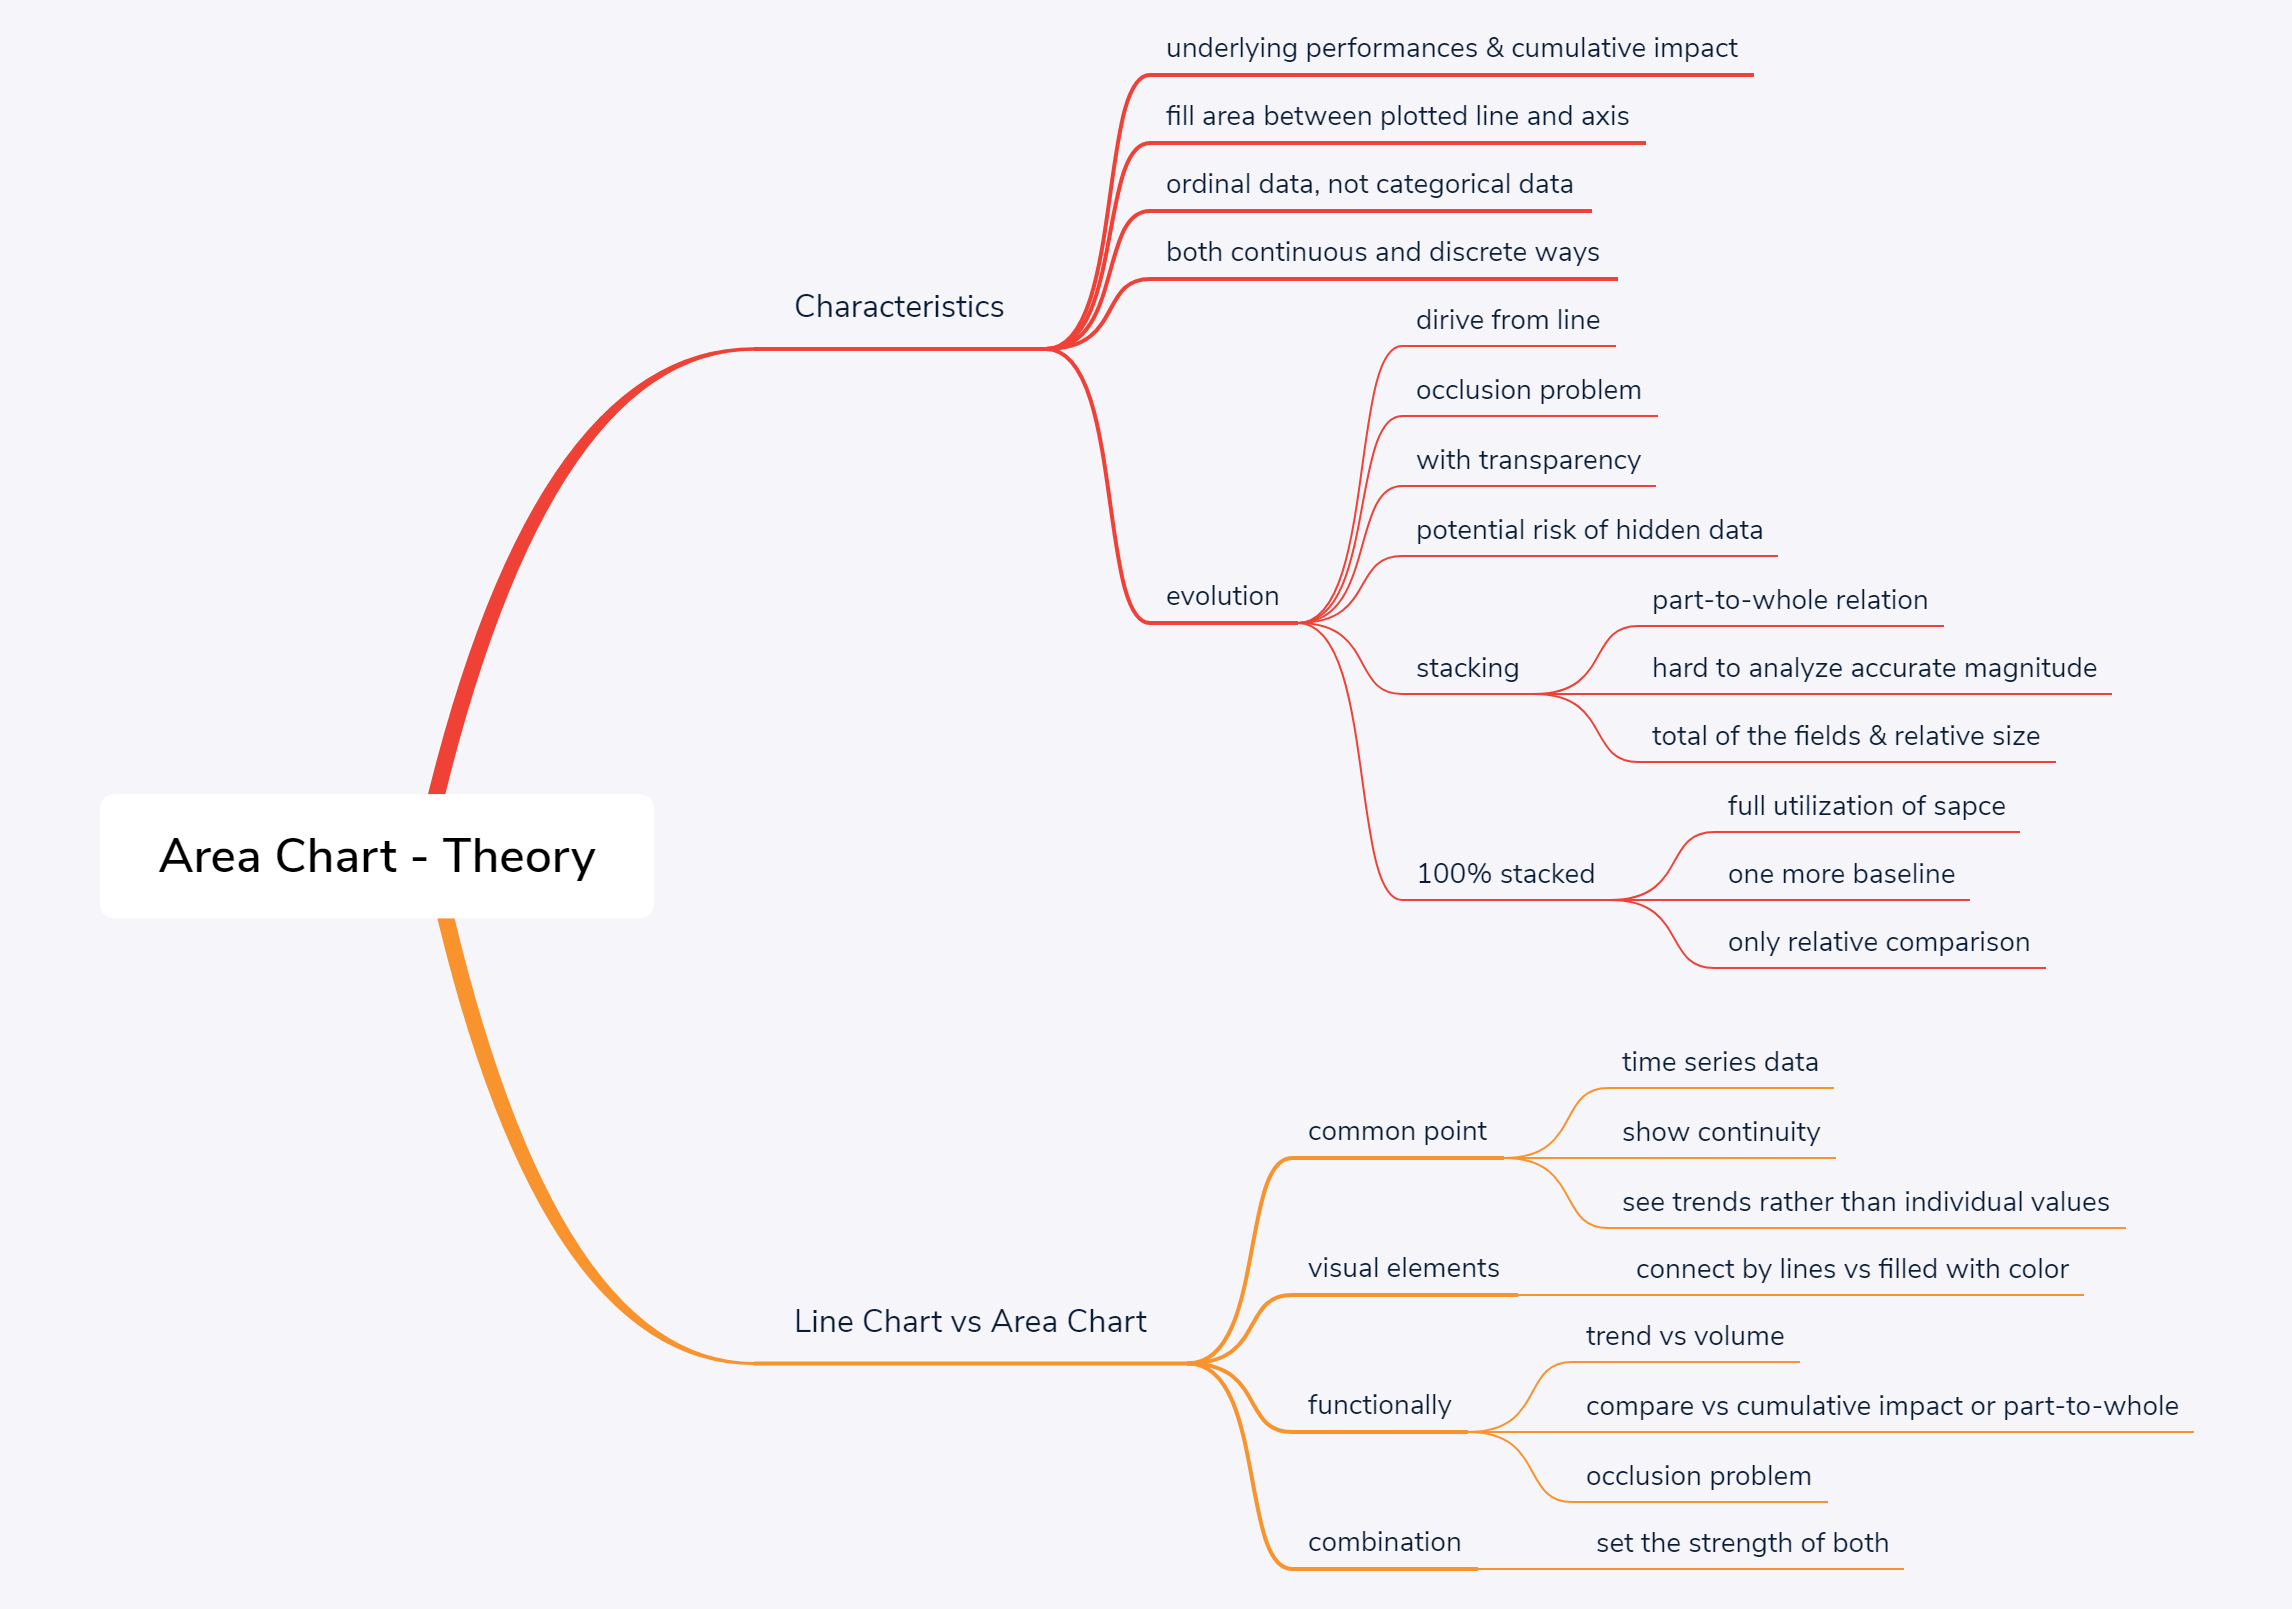 Area Chart - Theory
Characteristics
underlying performances & cumulative impact
fill area between plotted line and axis
ordinal data, not categorical data
both continuous and discrete ways
evolution
dirive from line
occlusion problem
with transparency
potential risk of hidden data
stacking
part-to-whole relation
hard to analyze accurate magnitude
total of the fields & relative size
100% stacked
full utilization of sapce
one more baseline
only relative comparison
Line Chart vs Area Chart
common point
time series data
show continuity
see trends rather than individual values
visual elements
connect by lines vs filled with color
functionally
trend vs volume
compare vs cumulative impact or part-to-whole
occlusion problem
combination
set the strength of both